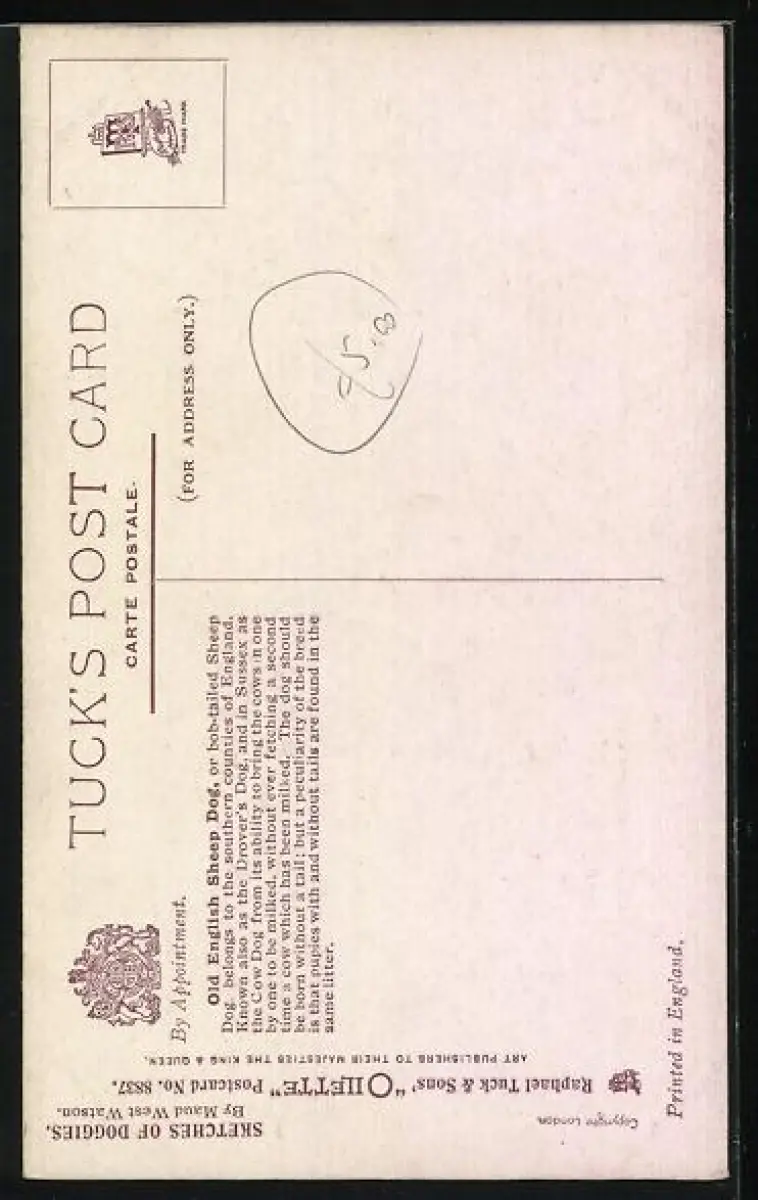 TUCK'S POST CARD
CARTE POSTALE.
(FOR ADDRESS ONLY.)
TRADE MARK
By Appointment.
Old English Sheep Dog, or bob-tailed Sheep
Dog, belongs to the southern counties of England.
Known also as the Drover's Dog, and in Sussex as
the Cow Dog from its ability to bring the cows in one
by one to be milked, without ever fetching a second
time a cow which has been milked. The dog should
be born without a tail; but a peculiarity of the breed
is that pupies with and without tails are found in the
same litter.
SKETCHES OF DOGGIES.
By Maud West Watson.
Raphael Tuck & Sons' "OILETTE" Postcard No. 8837.
ART PUBLISHERS TO THEIR MAJESTIES THE KING & QUEEN.
Copyright London.
Printed in England.